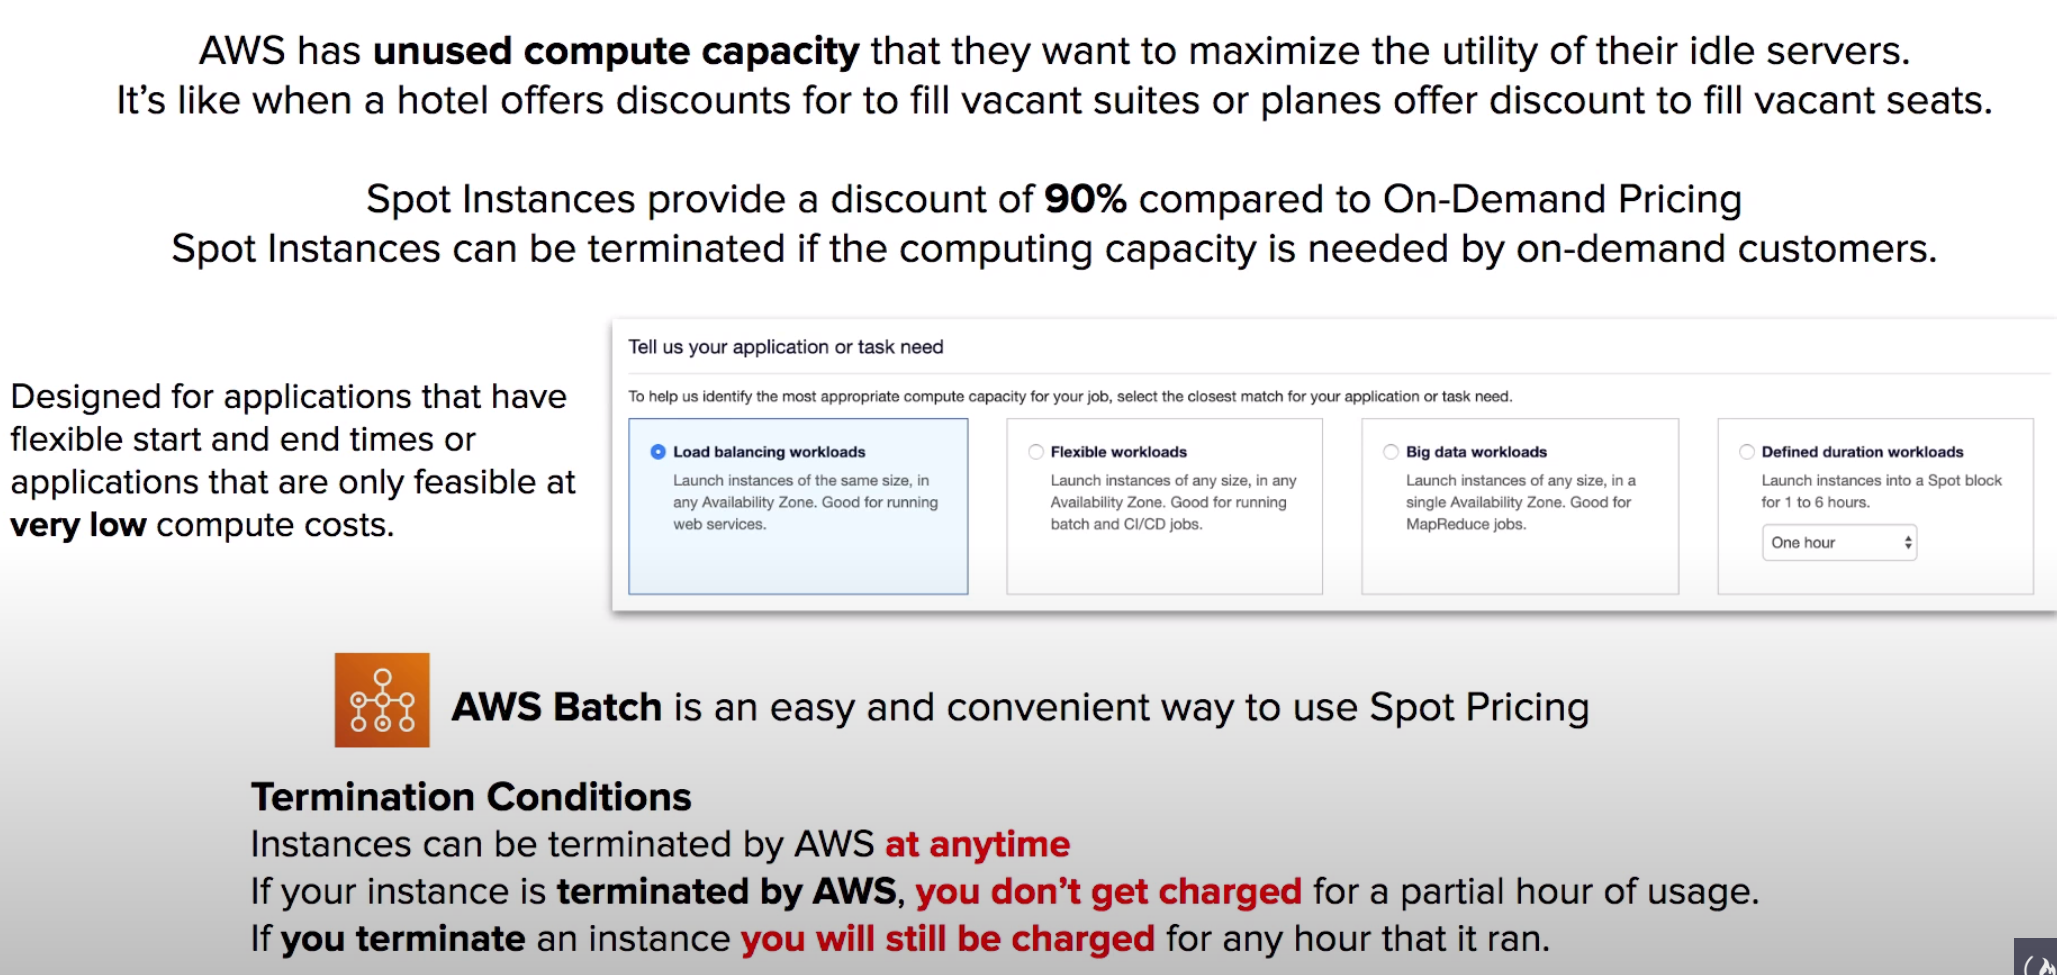 AWS has unused compute capacity that they want to maximize the utility of their idle servers.
It's like when a hotel offers discounts for to fill vacant suites or planes offer discount to fill vacant seats.
Spot Instances provide a discount of 90% compared to On-Demand Pricing
Spot Instances can be terminated if the computing capacity is needed by on-demand customers.
Designed for applications that have
flexible start and end times or
applications that are only feasible at
very low compute costs.
Tell us your application or task need
To help us identify the most appropriate compute capacity for your job, select the closest match for your application or task need.
Load balancing workloads
Launch instances of the same size, in
any Availability Zone. Good for running
web services.
Flexible workloads
Launch instances of any size, in any
Availability Zone. Good for running
batch and CI/CD jobs.
Big data workloads
Launch instances of any size, in a
single Availability Zone. Good for
MapReduce jobs.
Defined duration workloads
Launch instances into a Spot block
for 1 to 6 hours.
One hour
AWS Batch is an easy and convenient way to use Spot Pricing
Termination Conditions
Instances can be terminated by AWS at anytime
If your instance is terminated by AWS, you don't get charged for a partial hour of usage.
If you terminate an instance you will still be charged for any hour that it ran.